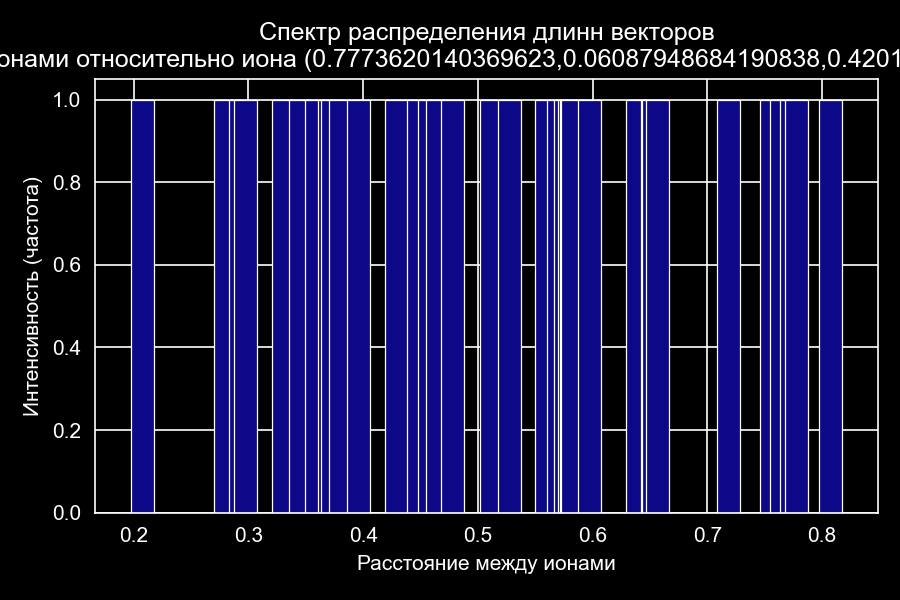 Спектр распределения длинн векторов
онами относительно иона (0.7773620140369623,0.06087948684190838,0.4201
1.0
0.8
0.6
0.4
0.2
0.0
Интенсивность (частота)
0.2 0.3 0.4 0.5 0.6 0.7 0.8
Расстояние между ионами